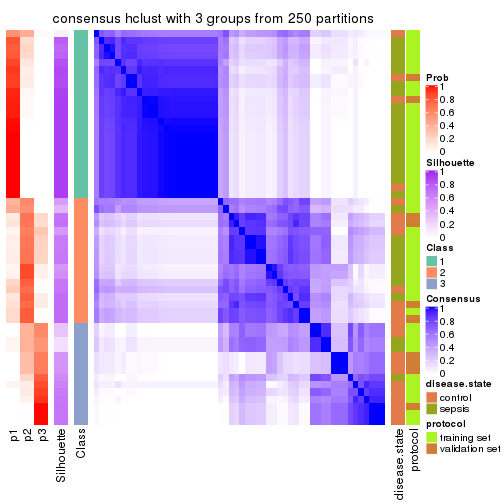 consensus hclust with 3 groups from 250 partitions
Prob
1
0.8
0.6
0.4
0.2
0
Silhouette
1
0.8
0.6
0.4
0.2
0
Class
1
2
3
Consensus
1
0.8
0.6
0.4
0.2
0
disease.state
control
sepsis
protocol
training set
validation set
p1
p2
p3
Silhouette
Class
disease.state
protocol